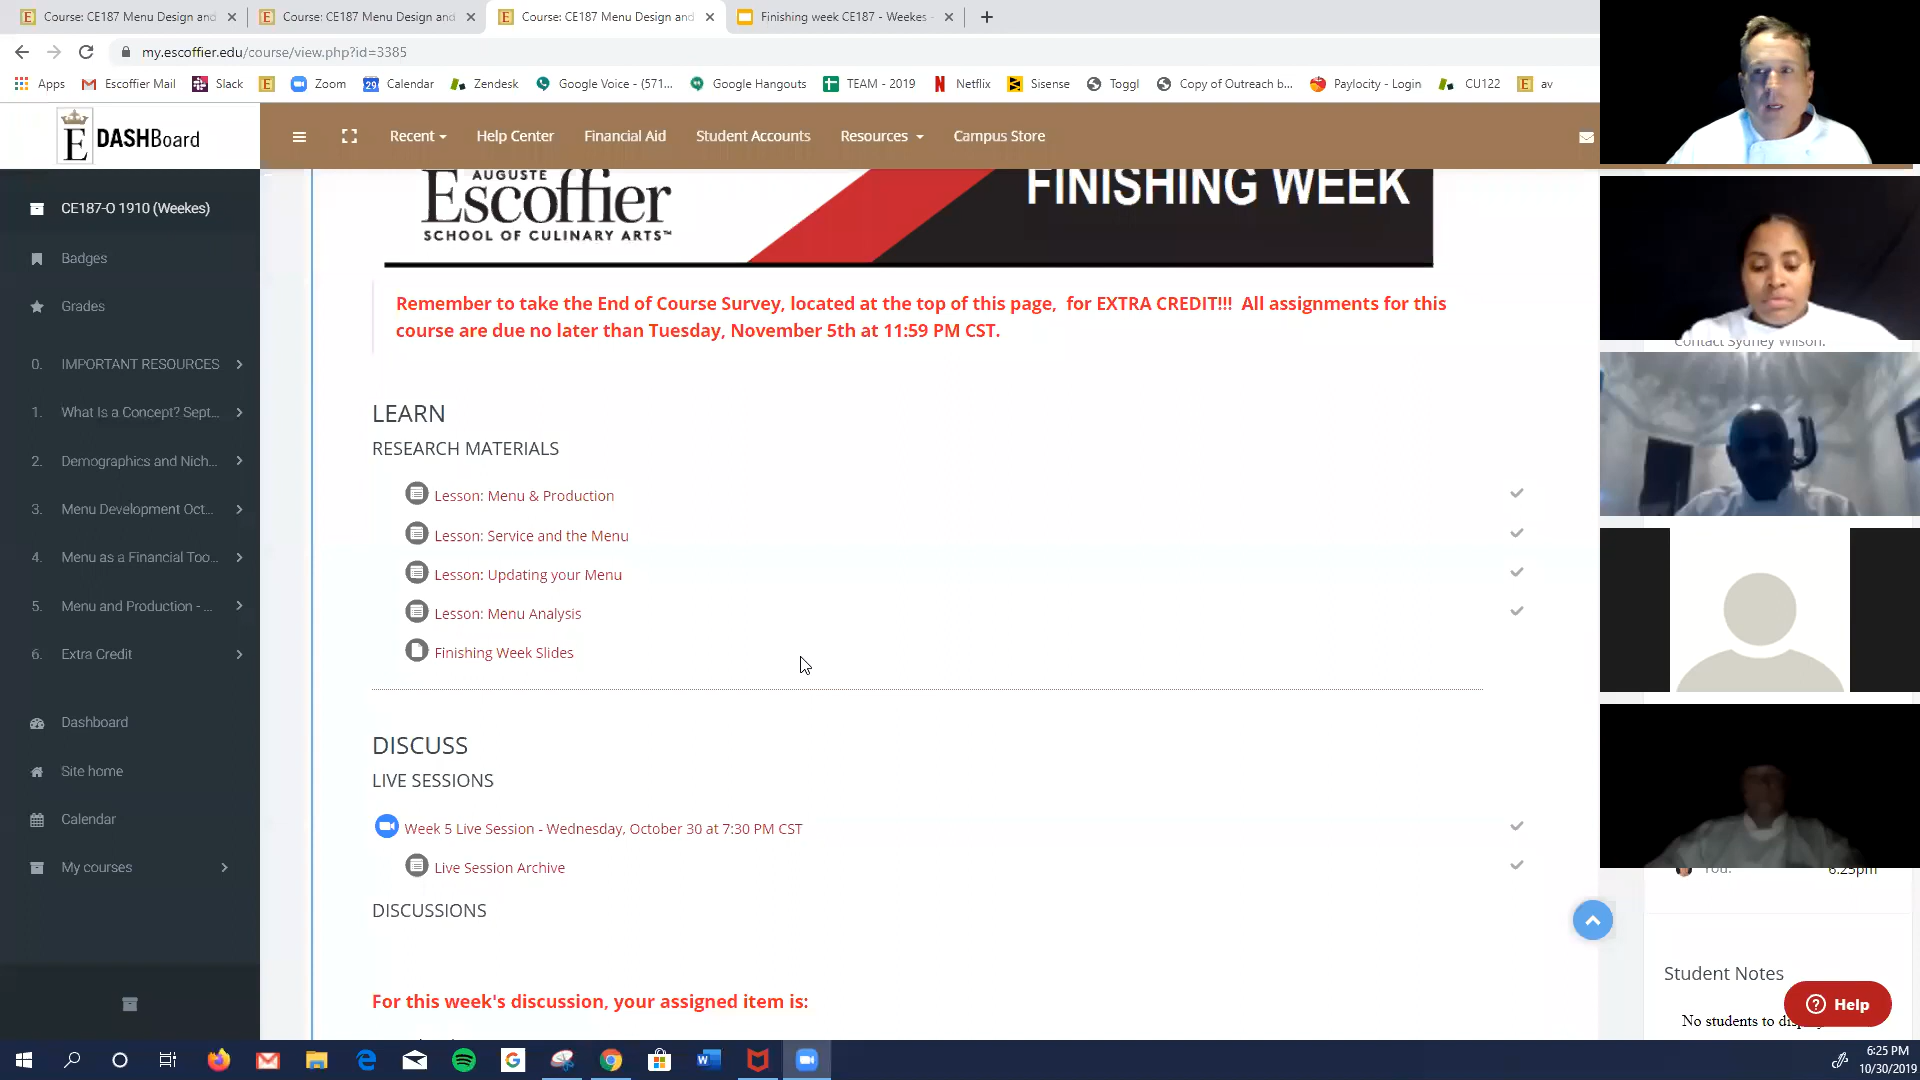 Course: CE187 Menu Design and
Course: CE187 Menu Design and
Course: CE187 Menu Design and
Finishing week CE187 - Weekes -
my.escoffier.edu/course/view.php?id=3385
Apps
Escoffier Mail
Slack
Zoom
Calendar
Zendesk
Google Voice - (571...
Google Hangouts
TEAM - 2019
Netflix
Sisense
Toggl
Copy of Outreach b...
Paylocity - Login
CU122
av
E DASHBoard
Recent
Help Center
Financial Aid
Student Accounts
Resources
Campus Store
CE187-O 1910 (Weekes)
Badges
Grades
0. IMPORTANT RESOURCES
1. What Is a Concept? Sept...
2. Demographics and Nich...
3. Menu Development Oct...
4. Menu as a Financial Too...
5. Menu and Production - ...
6. Extra Credit
Dashboard
Site home
Calendar
My courses
AUGUSTE
Escoffier
SCHOOL OF CULINARY ARTS™
FINISHING WEEK
Remember to take the End of Course Survey, located at the top of this page, for EXTRA CREDIT!!! All assignments for this
course are due no later than Tuesday, November 5th at 11:59 PM CST.
LEARN
RESEARCH MATERIALS
Lesson: Menu & Production
Lesson: Service and the Menu
Lesson: Updating your Menu
Lesson: Menu Analysis
Finishing Week Slides
DISCUSS
LIVE SESSIONS
Week 5 Live Session - Wednesday, October 30 at 7:30 PM CST
Live Session Archive
DISCUSSIONS
For this week's discussion, your assigned item is:
Contact Sydney Wilson.
You:
6:25pm
Student Notes
No students to
Help
6:25 PM
10/30/2019